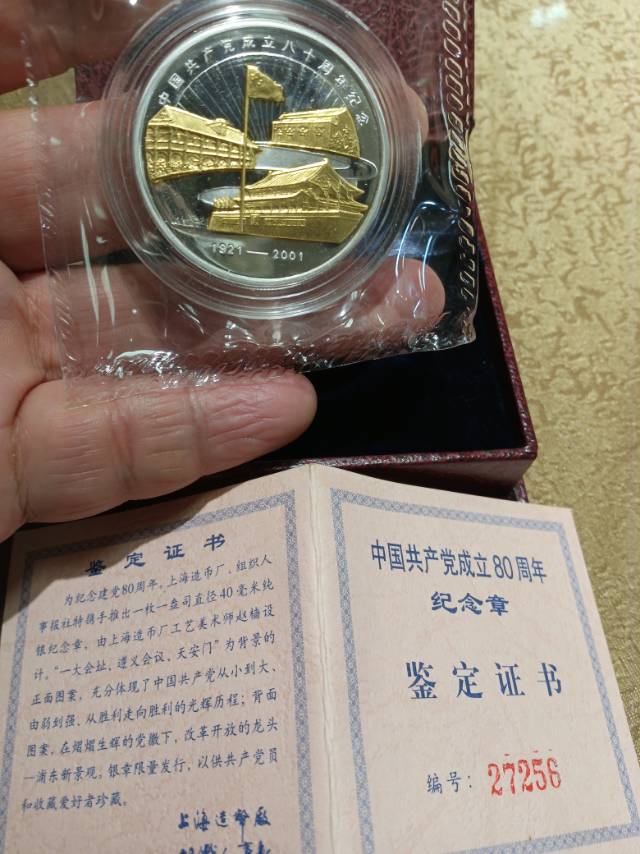 中国共产党成立八十周年纪念
1921—2001
鉴定证书
为纪念建党80周年，上海造币厂、组织人
事报社特携手推出一枚一盎司直径40毫米纯
银纪念章，由上海造币厂工艺美术师赵樯设
计。“一大会址、遵义会议、天安门”为背景的
正面图案，充分体现了中国共产党从小到大、
由弱到强、从胜利走向胜利的光辉历程；背面
图案，在熠熠生辉的党徽下，改革开放的龙头
—浦东新景观。银章限量发行，以供共产党员
和收藏爱好者珍藏。
上海造币厂
中国共产党成立80周年
纪念章
鉴定证书
编号：27256